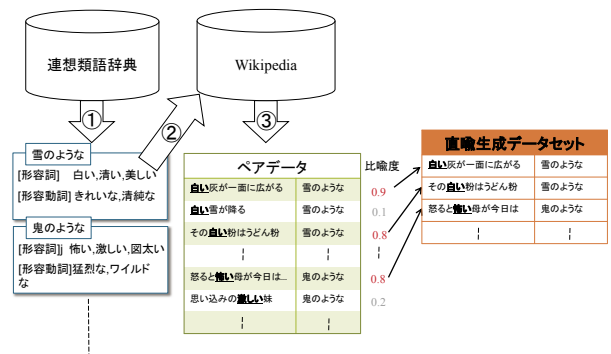 連想類語辞典
Wikipedia
①
②
③
雪のような
[形容詞] 白い,清い,美しい
[形容動詞] きれいな,清純な
鬼のような
[形容詞]j 怖い,激しい,図太い
[形容動詞]猛烈な,ワイルド
な
ペアデータ
比喩度
白い灰が一面に広がる 雪のような 0.9
白い雪が降る 雪のような 0.1
その白い粉はうどん粉 雪のような 0.8
怒ると怖い母が今日は... 鬼のような 0.8
思い込みの激しい妹 鬼のような 0.2
直喩生成データセット
白い灰が一面に広がる 雪のような
その白い粉はうどん粉 雪のような
怒ると怖い母が今日は 鬼のような